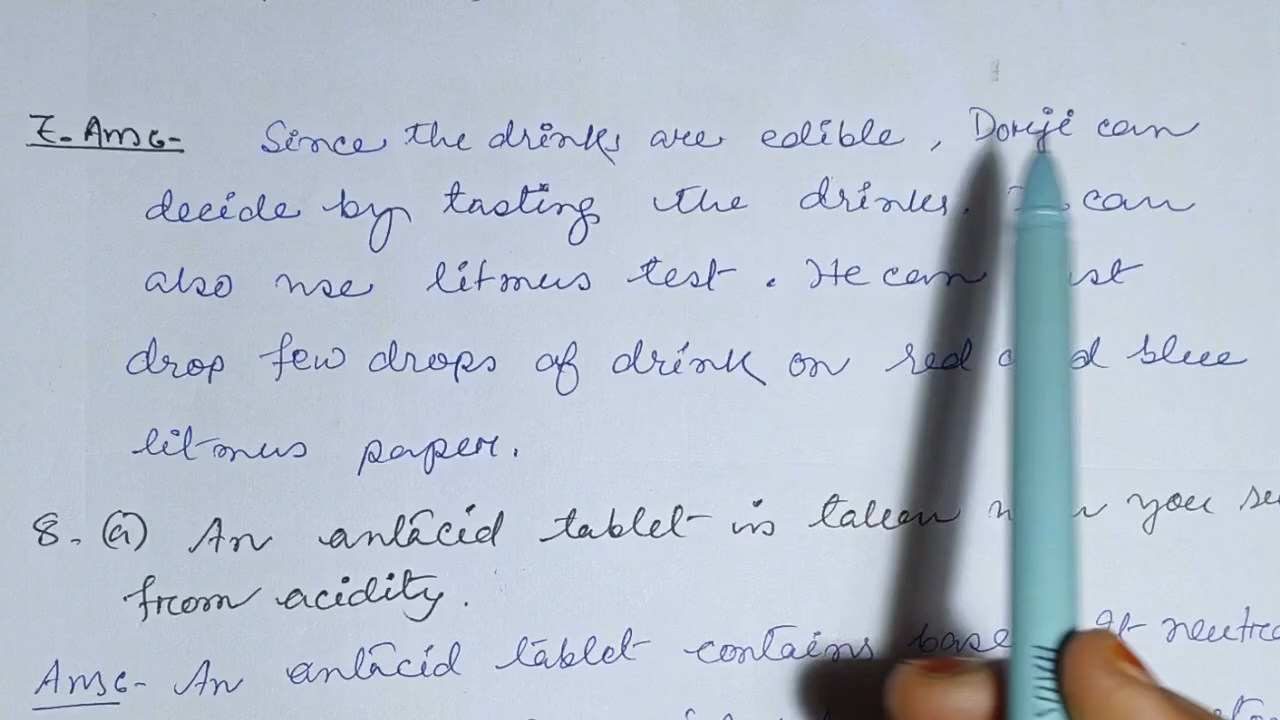 7. Ans- Since the drinks are edible, Dorji can
decide by tasting the drinks. can
also use litmus test. He can
drop few drops of drink on red blue
litmus paper.
8. (a) An antacid tablet is taken you
from acidity.
Ans- An antacid tablet contains base It